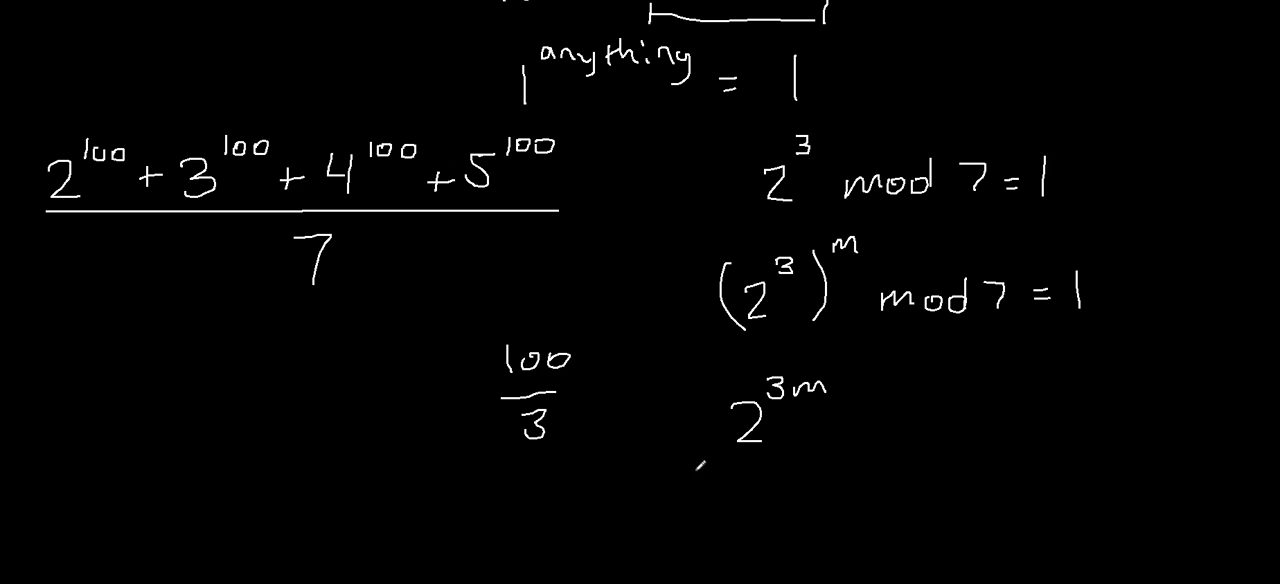 1^anything = 1
2^100 + 3^100 + 4^100 + 5^100
7
2^3 mod 7 = 1
(2^3)^m mod 7 = 1
100
3
2^3m